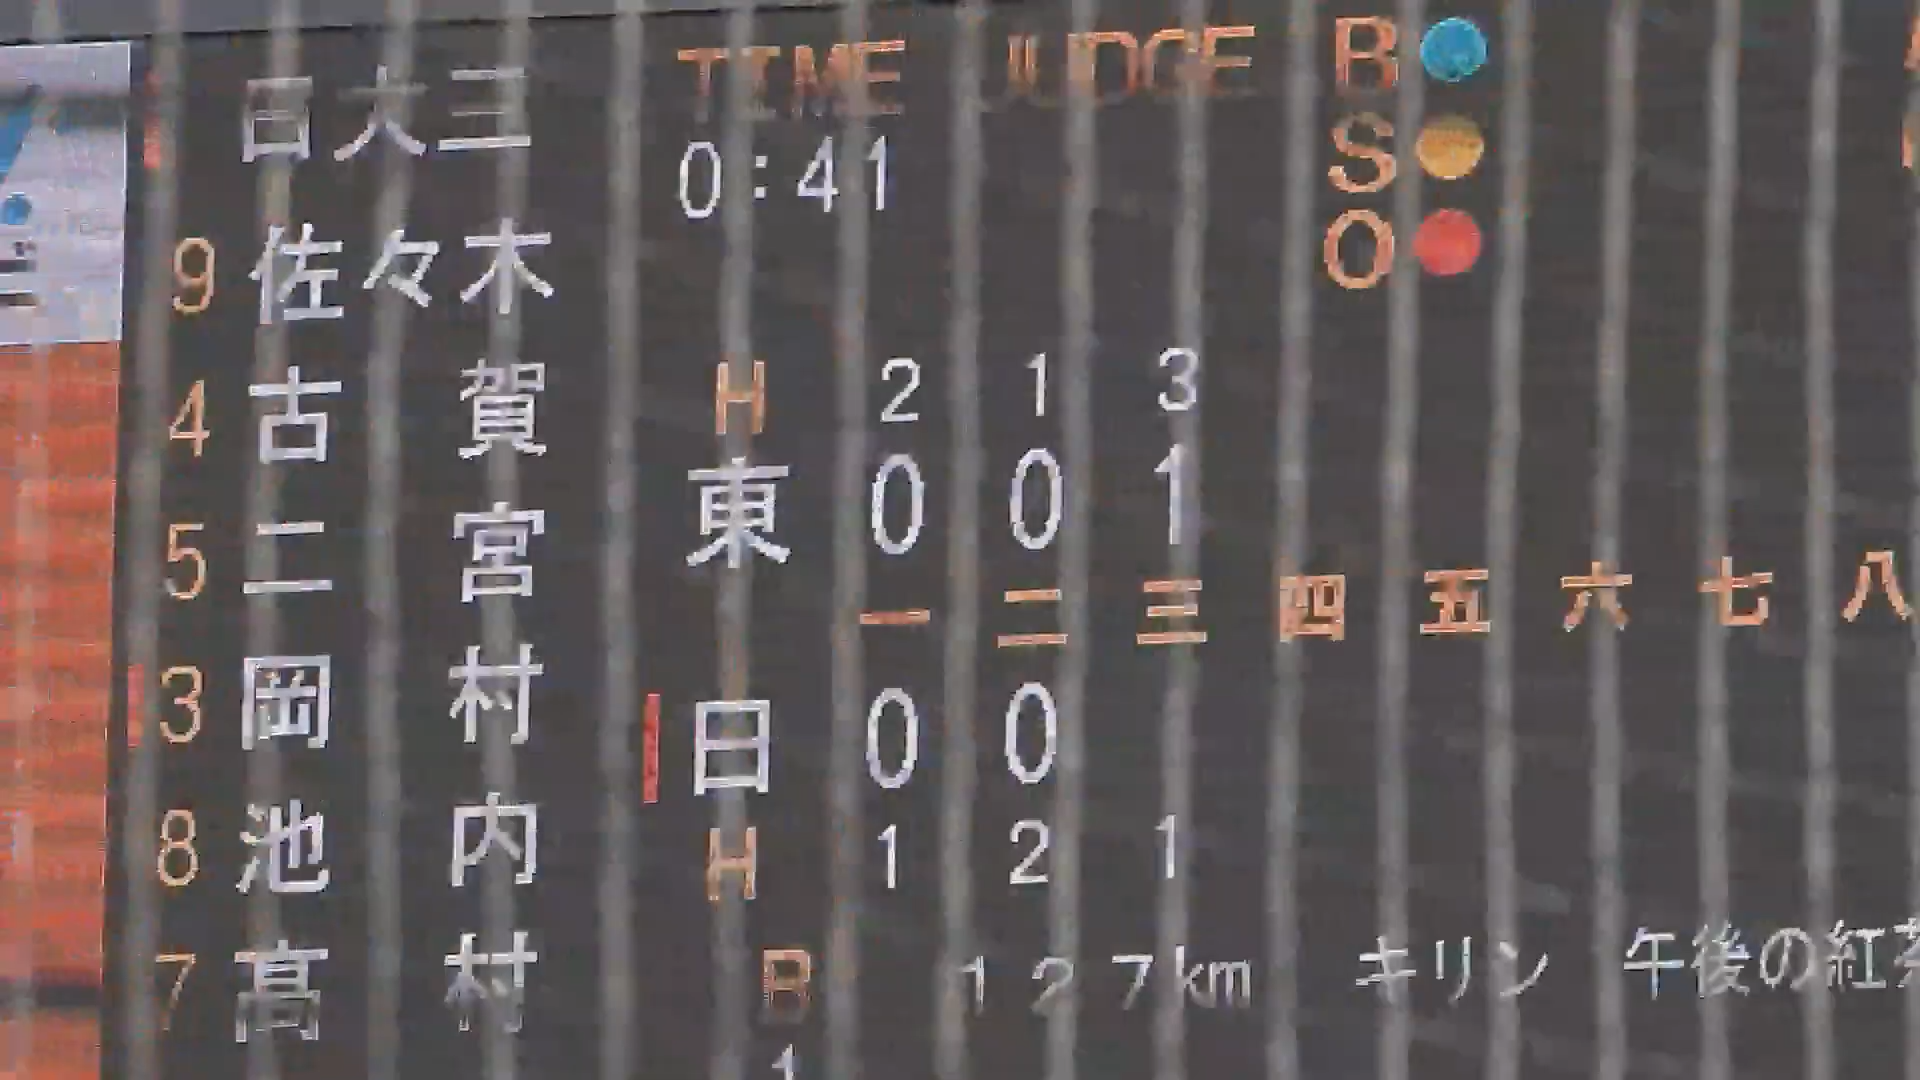 日大三 TIME JUDGE B
0:41 S
9 佐々木 O
4 古賀 H 2 1 3
東 0 0 1
5 二宮
一 二 三 四 五 六 七 八
3 岡村 日 0 0
8 池内 H 1 2 1
7 髙村 B 127km キリン 午後の紅茶
1